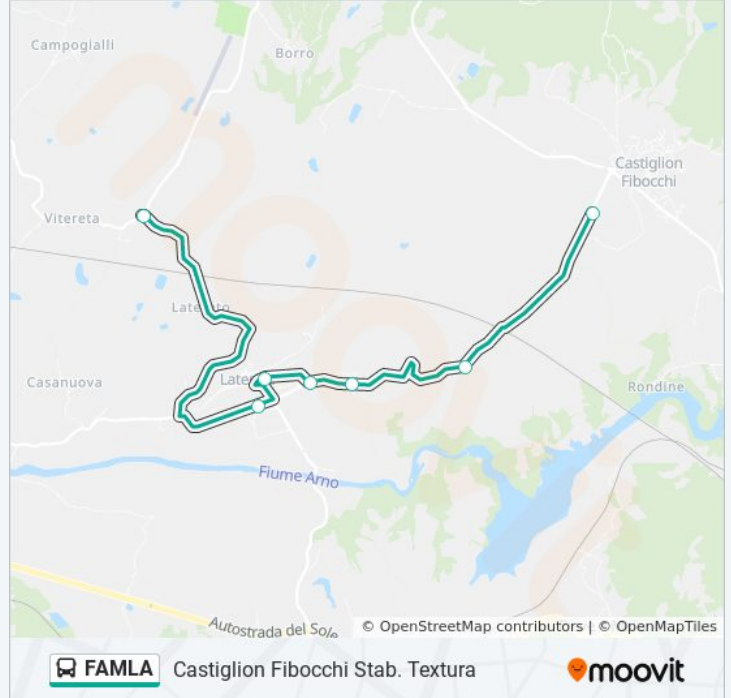 Campogialli
Borro
Castiglion
Fibocchi
Vitereta
Casanuova
Rondine
Fiume Arno
Autostrada del Sole
© OpenStreetMap contributors | © OpenMapTiles
FAMLA Castiglion Fibocchi Stab. Textura
moovit